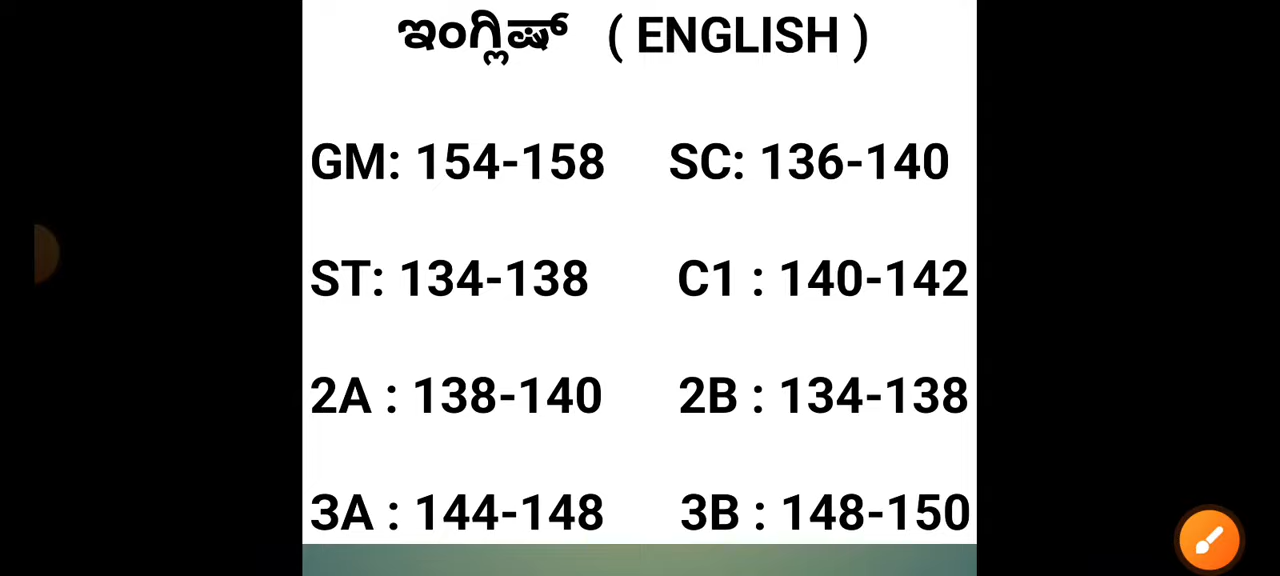 ಇಂಗ್ಲಿಷ್ ( ENGLISH )
GM: 154-158 SC: 136-140
ST: 134-138 C1 : 140-142
2A : 138-140 2B : 134-138
3A : 144-148 3B : 148-150